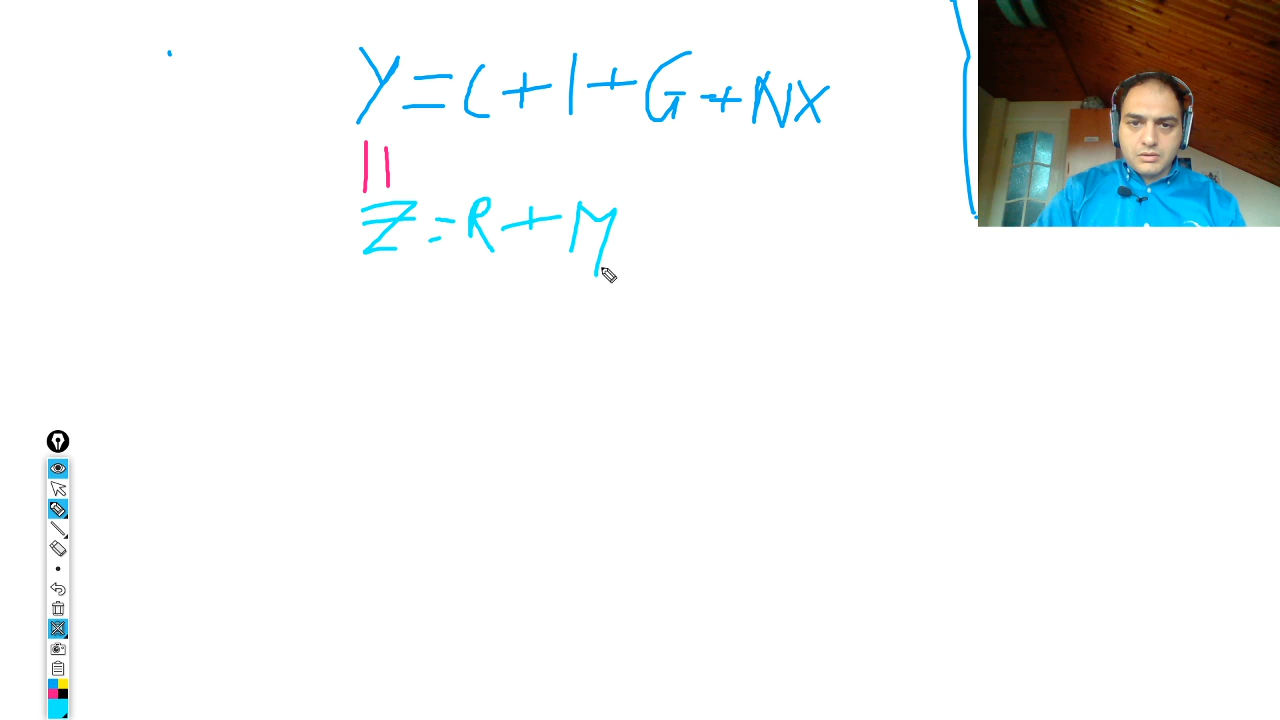 Y = C + I + G + NX
||
Z = R + M